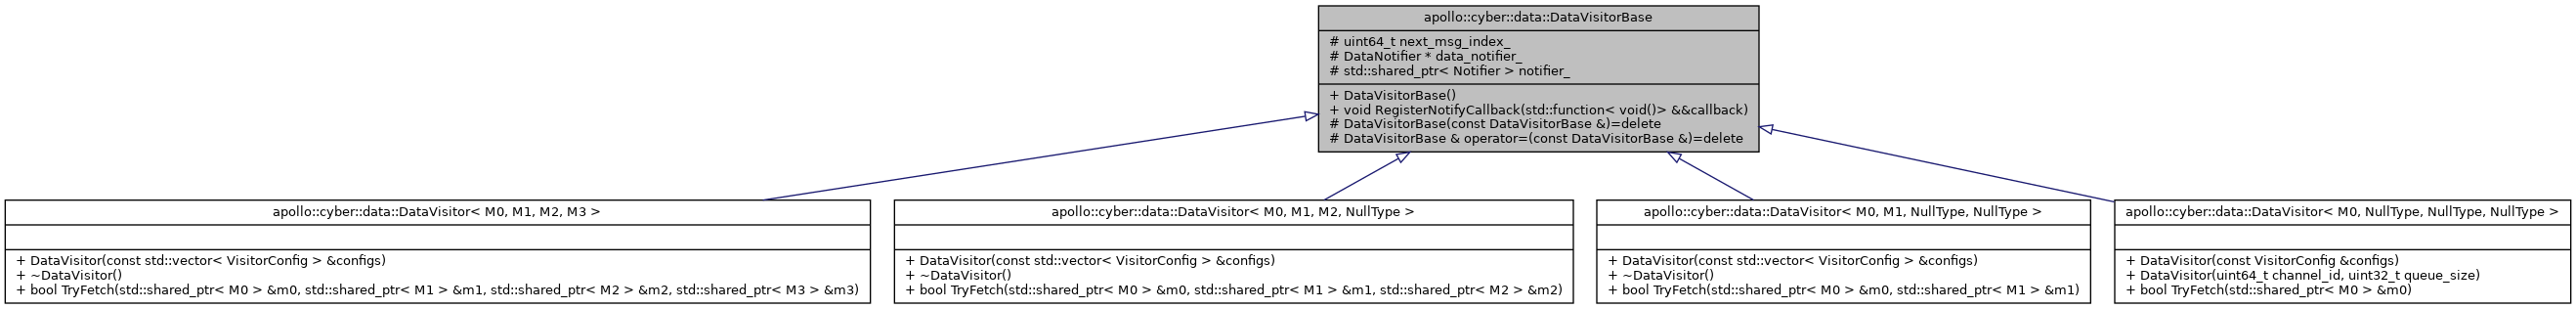 apollo::cyber::data::DataVisitorBase
# uint64_t next_msg_index_
# DataNotifier * data_notifier_
# std::shared_ptr< Notifier > notifier_
+ DataVisitorBase()
+ void RegisterNotifyCallback(std::function< void()> &&callback)
# DataVisitorBase(const DataVisitorBase &)=delete
# DataVisitorBase & operator=(const DataVisitorBase &)=delete
apollo::cyber::data::DataVisitor< M0, M1, M2, M3 >
+ DataVisitor(const std::vector< VisitorConfig > &configs)
+ ~DataVisitor()
+ bool TryFetch(std::shared_ptr< M0 > &m0, std::shared_ptr< M1 > &m1, std::shared_ptr< M2 > &m2, std::shared_ptr< M3 > &m3)
apollo::cyber::data::DataVisitor< M0, M1, M2, NullType >
+ DataVisitor(const std::vector< VisitorConfig > &configs)
+ ~DataVisitor()
+ bool TryFetch(std::shared_ptr< M0 > &m0, std::shared_ptr< M1 > &m1, std::shared_ptr< M2 > &m2)
apollo::cyber::data::DataVisitor< M0, M1, NullType, NullType >
+ DataVisitor(const std::vector< VisitorConfig > &configs)
+ ~DataVisitor()
+ bool TryFetch(std::shared_ptr< M0 > &m0, std::shared_ptr< M1 > &m1)
apollo::cyber::data::DataVisitor< M0, NullType, NullType, NullType >
+ DataVisitor(const VisitorConfig &configs)
+ DataVisitor(uint64_t channel_id, uint32_t queue_size)
+ bool TryFetch(std::shared_ptr< M0 > &m0)